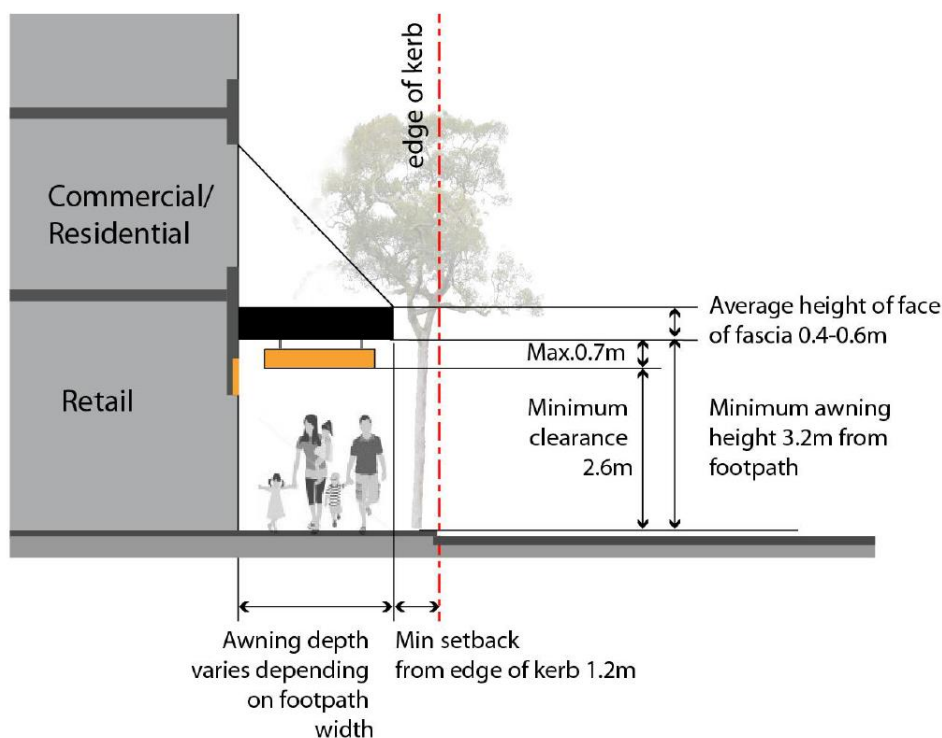 edge of kerb
Commercial/
Residential
Average height of face
of fascia 0.4-0.6m
Max.0.7m
Retail
Minimum
clearance
2.6m
Minimum awning
height 3.2m from
footpath
Awning depth
varies depending
on footpath
width
Min setback
from edge of kerb 1.2m